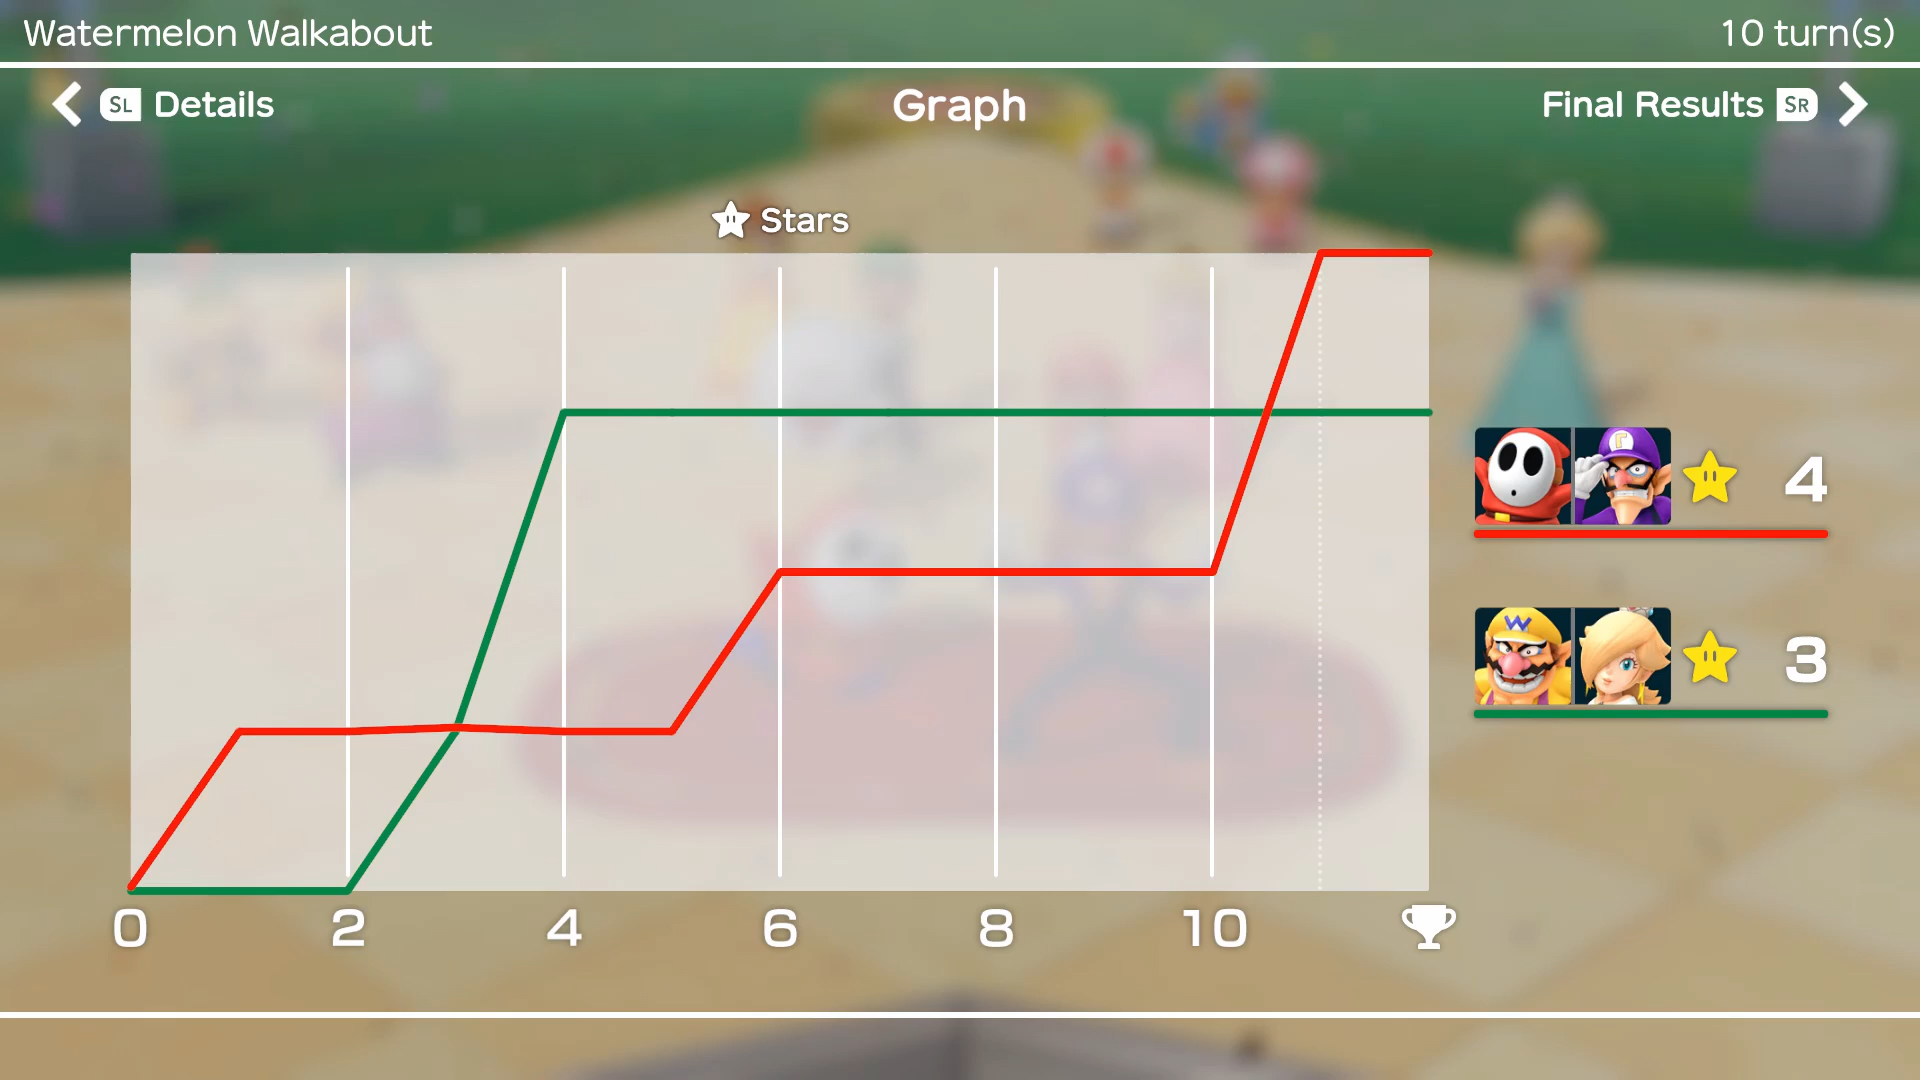 Watermelon Walkabout
10 turn(s)
SL Details
Graph
Final Results SR
Stars
4
3
0 2 4 6 8 10